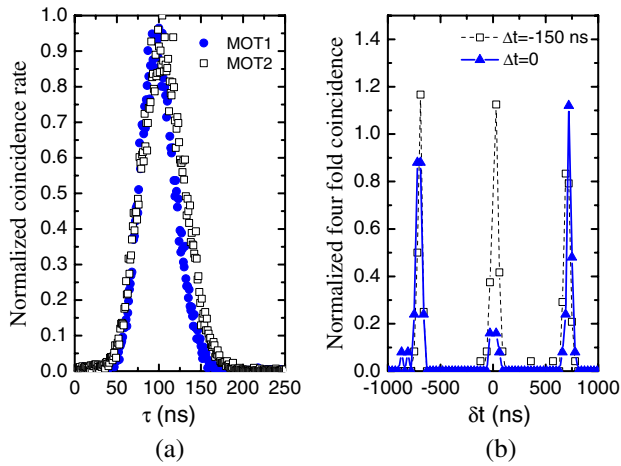 1.0
0.9
0.8
0.7
0.6
0.5
0.4
0.3
0.2
0.1
0.0
Normalized coincidence rate
MOT1
MOT2
0 50 100 150 200 250
τ (ns)
(a)
1.4
1.2
1.0
0.8
0.6
0.4
0.2
0.0
Normalized four fold coincidence
Δt=-150 ns
Δt=0
-1000 -500 0 500 1000
δt (ns)
(b)